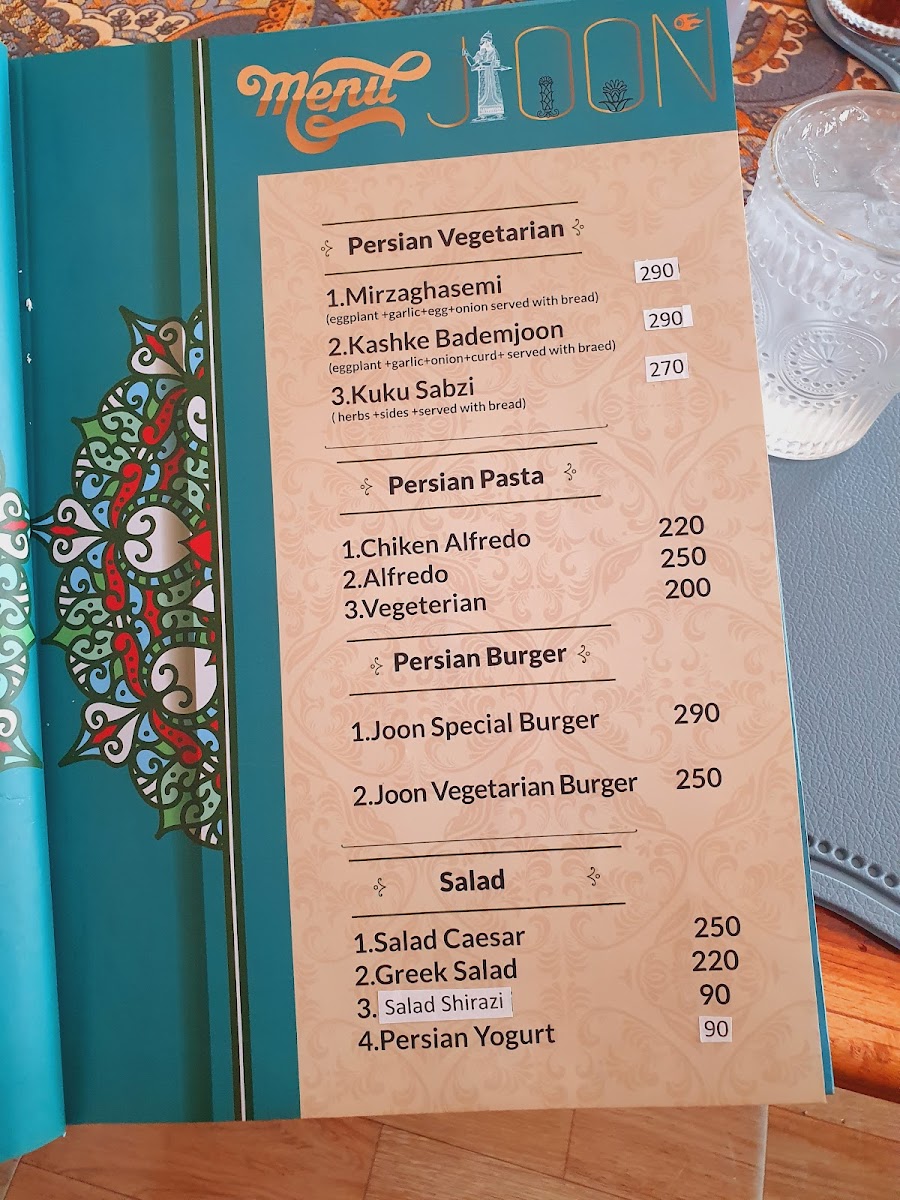 Menu JOON
Persian Vegetarian
1.Mirzaghasemi 290
(eggplant +garlic+egg+onion served with bread)
2.Kashke Bademjoon 290
(eggplant +garlic+onion+curd+ served with braed)
3.Kuku Sabzi 270
( herbs +sides +served with bread)
Persian Pasta
1.Chiken Alfredo 220
2.Alfredo 250
3.Vegeterian 200
Persian Burger
1.Joon Special Burger 290
2.Joon Vegetarian Burger 250
Salad
1.Salad Caesar 250
2.Greek Salad 220
3. Salad Shirazi 90
4.Persian Yogurt 90